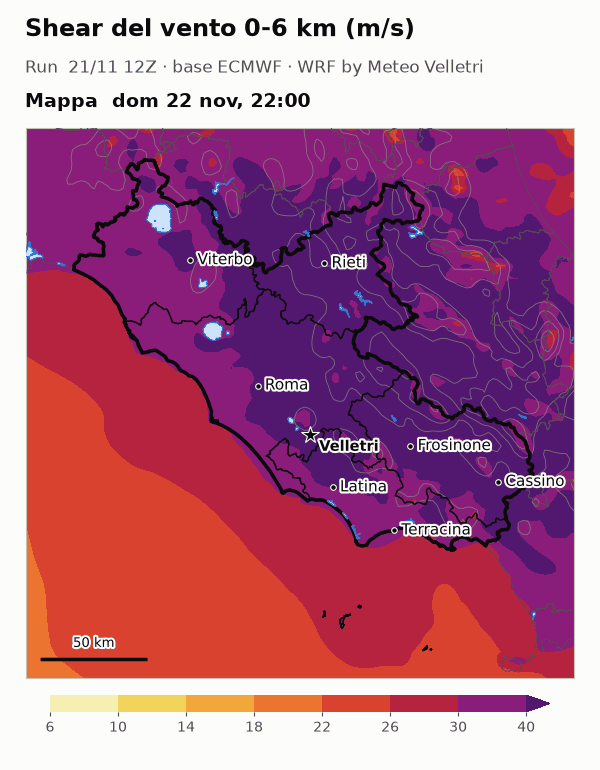 Shear del vento 0-6 km (m/s)
Run  21/11 12Z · base ECMWF · WRF by Meteo Velletri
Mappa  dom 22 nov, 22:00
Viterbo
Rieti
Roma
Velletri
Frosinone
Latina
Cassino
Terracina
50 km
6 10 14 18 22 26 30 40